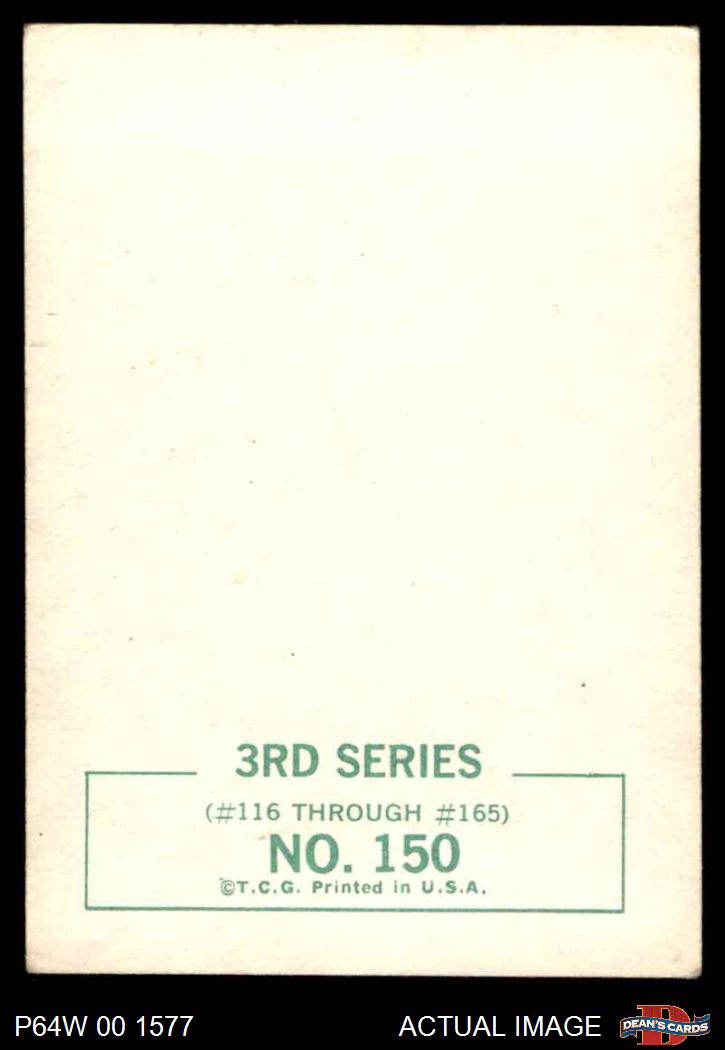 3RD SERIES
(#116 THROUGH #165)
NO. 150
©T.C.G. Printed in U.S.A.
P64W 00 1577 ACTUAL IMAGE D DEAN'S CARDS